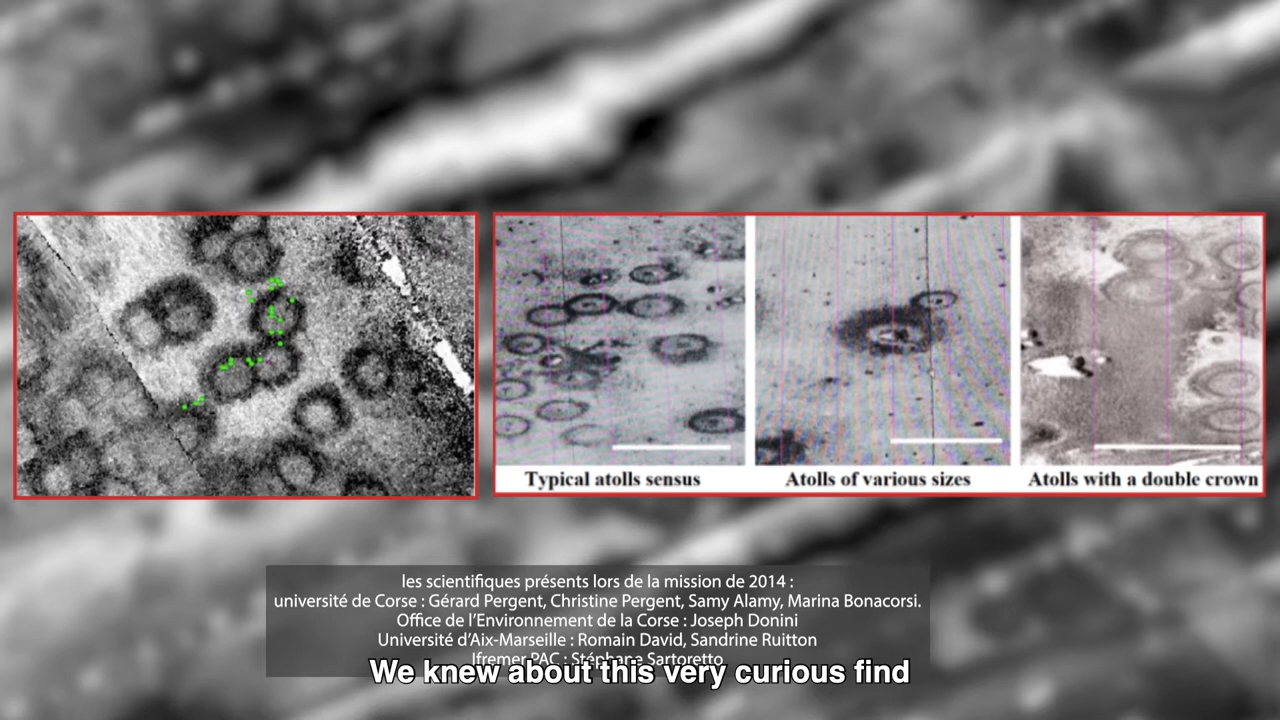 Typical atolls sensus
Atolls of various sizes
Atolls with a double crown
les scientifiques présents lors de la mission de 2014 :
université de Corse : Gérard Pergent, Christine Pergent, Samy Alamy, Marina Bonacorsi.
Office de l'Environnement de la Corse : Joseph Donini
Université d'Aix-Marseille : Romain David, Sandrine Ruitton
Ifremer PAC : Stéphane Sartoretto
We knew about this very curious find